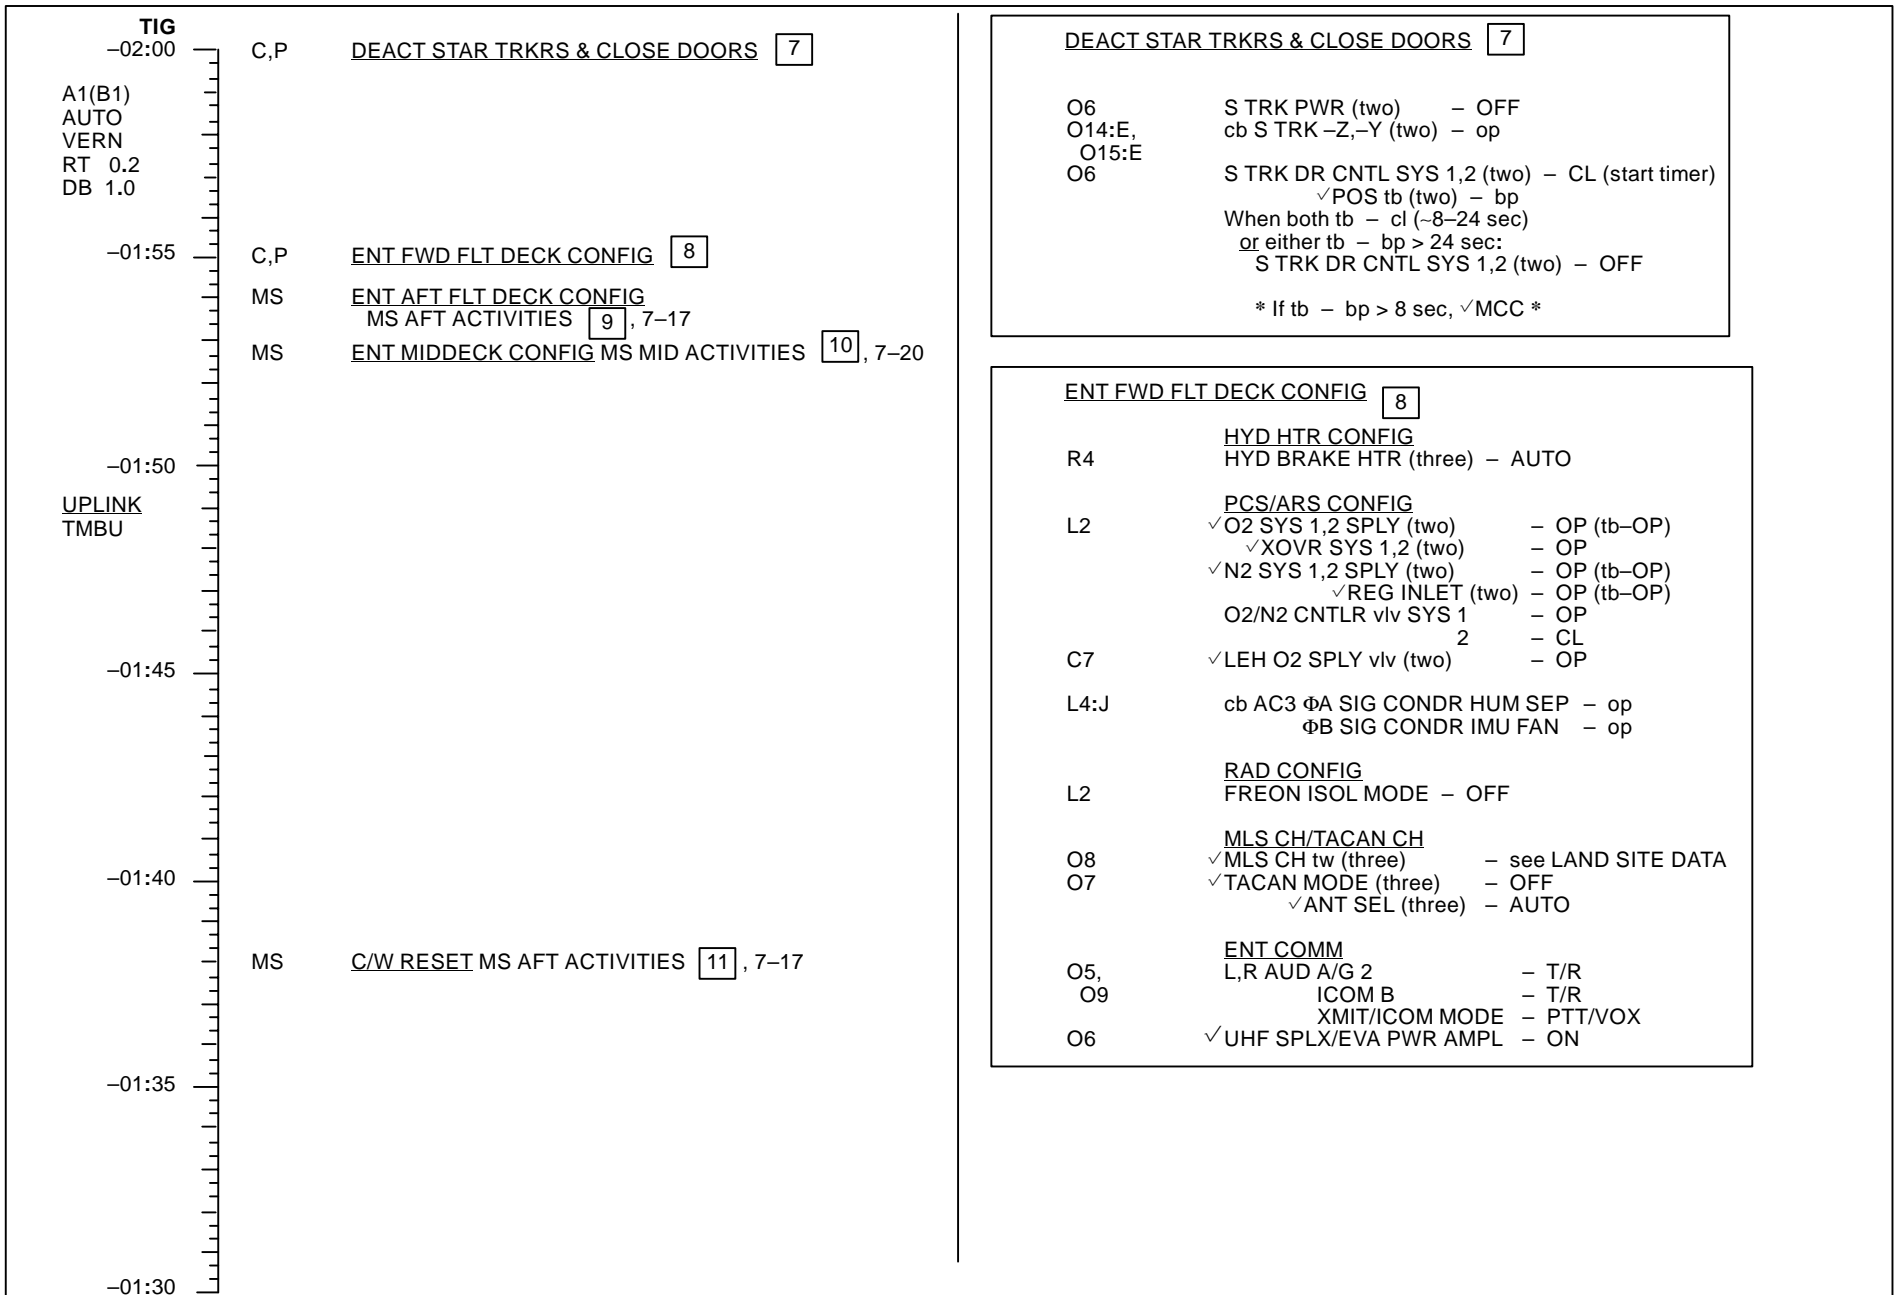 TIG
–02:00
C,P DEACT STAR TRKRS & CLOSE DOORS 7
A1(B1)
AUTO
VERN
RT 0.2
DB 1.0
–01:55
C,P ENT FWD FLT DECK CONFIG 8
MS ENT AFT FLT DECK CONFIG
MS AFT ACTIVITIES 9 , 7–17
MS ENT MIDDECK CONFIG MS MID ACTIVITIES 10 , 7–20
–01:50
UPLINK
TMBU
–01:45
–01:40
MS C/W RESET MS AFT ACTIVITIES 11 , 7–17
–01:35
–01:30
DEACT STAR TRKRS & CLOSE DOORS 7
O6 S TRK PWR (two) – OFF
O14:E, cb S TRK –Z,–Y (two) – op
O15:E
O6 S TRK DR CNTL SYS 1,2 (two) – CL (start timer)
✓POS tb (two) – bp
When both tb – cl (~8–24 sec)
or either tb – bp > 24 sec:
S TRK DR CNTL SYS 1,2 (two) – OFF
* If tb – bp > 8 sec, ✓MCC *
ENT FWD FLT DECK CONFIG 8
HYD HTR CONFIG
R4 HYD BRAKE HTR (three) – AUTO
PCS/ARS CONFIG
L2 ✓O2 SYS 1,2 SPLY (two) – OP (tb–OP)
✓XOVR SYS 1,2 (two) – OP
✓N2 SYS 1,2 SPLY (two) – OP (tb–OP)
✓REG INLET (two) – OP (tb–OP)
O2/N2 CNTLR vlv SYS 1 – OP
2 – CL
C7 ✓LEH O2 SPLY vlv (two) – OP
L4:J cb AC3 ΦA SIG CONDR HUM SEP – op
ΦB SIG CONDR IMU FAN – op
RAD CONFIG
L2 FREON ISOL MODE – OFF
MLS CH/TACAN CH
O8 ✓MLS CH tw (three) – see LAND SITE DATA
O7 ✓TACAN MODE (three) – OFF
✓ANT SEL (three) – AUTO
ENT COMM
O5, L,R AUD A/G 2 – T/R
O9 ICOM B – T/R
XMIT/ICOM MODE – PTT/VOX
O6 ✓UHF SPLX/EVA PWR AMPL – ON